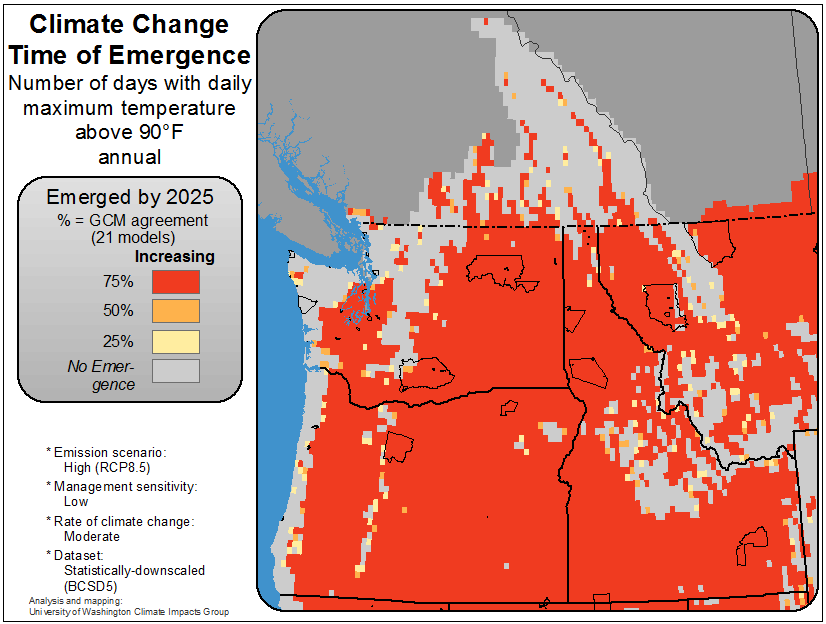 Climate Change
Time of Emergence
Number of days with daily
maximum temperature
above 90°F
annual
Emerged by 2025
% = GCM agreement
(21 models)
Increasing
75%
50%
25%
No Emer-
gence
* Emission scenario:
High (RCP8.5)
* Management sensitivity:
Low
* Rate of climate change:
Moderate
* Dataset:
Statistically-downscaled
(BCSD5)
Analysis and mapping:
University of Washington Climate Impacts Group